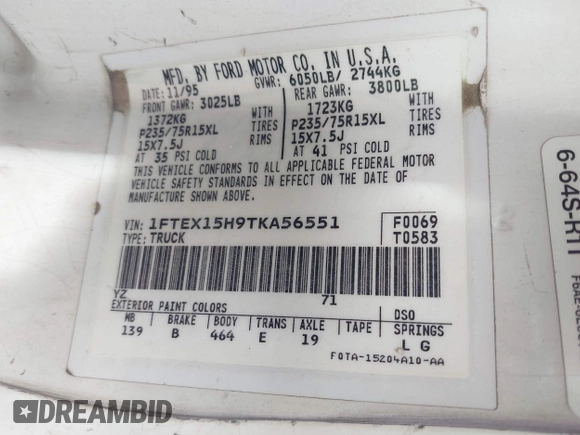 MFD. BY FORD MOTOR CO. IN U.S.A.
DATE: 11/95 GVWR: 6050LB/ 2744KG
FRONT GAWR: 3025LB REAR GAWR: 3800LB
1372KG WITH 1723KG WITH
P235/75R15XL TIRES P235/75R15XL TIRES
15X7.5J RIMS 15X7.5J RIMS
AT 35 PSI COLD AT 41 PSI COLD
THIS VEHICLE CONFORMS TO ALL APPLICABLE FEDERAL MOTOR
VEHICLE SAFETY STANDARDS IN EFFECT ON THE DATE OF
MANUFACTURE SHOWN ABOVE.
VIN: 1FTEX15H9TKA56551 F0069
TYPE: TRUCK T0583
YZ 71
EXTERIOR PAINT COLORS DSO
WB BRAKE BODY TRANS AXLE TAPE SPRINGS
139 B 464 E 19 L G
F0TA-15204A10-AA
6-64S-R11
DREAMBID